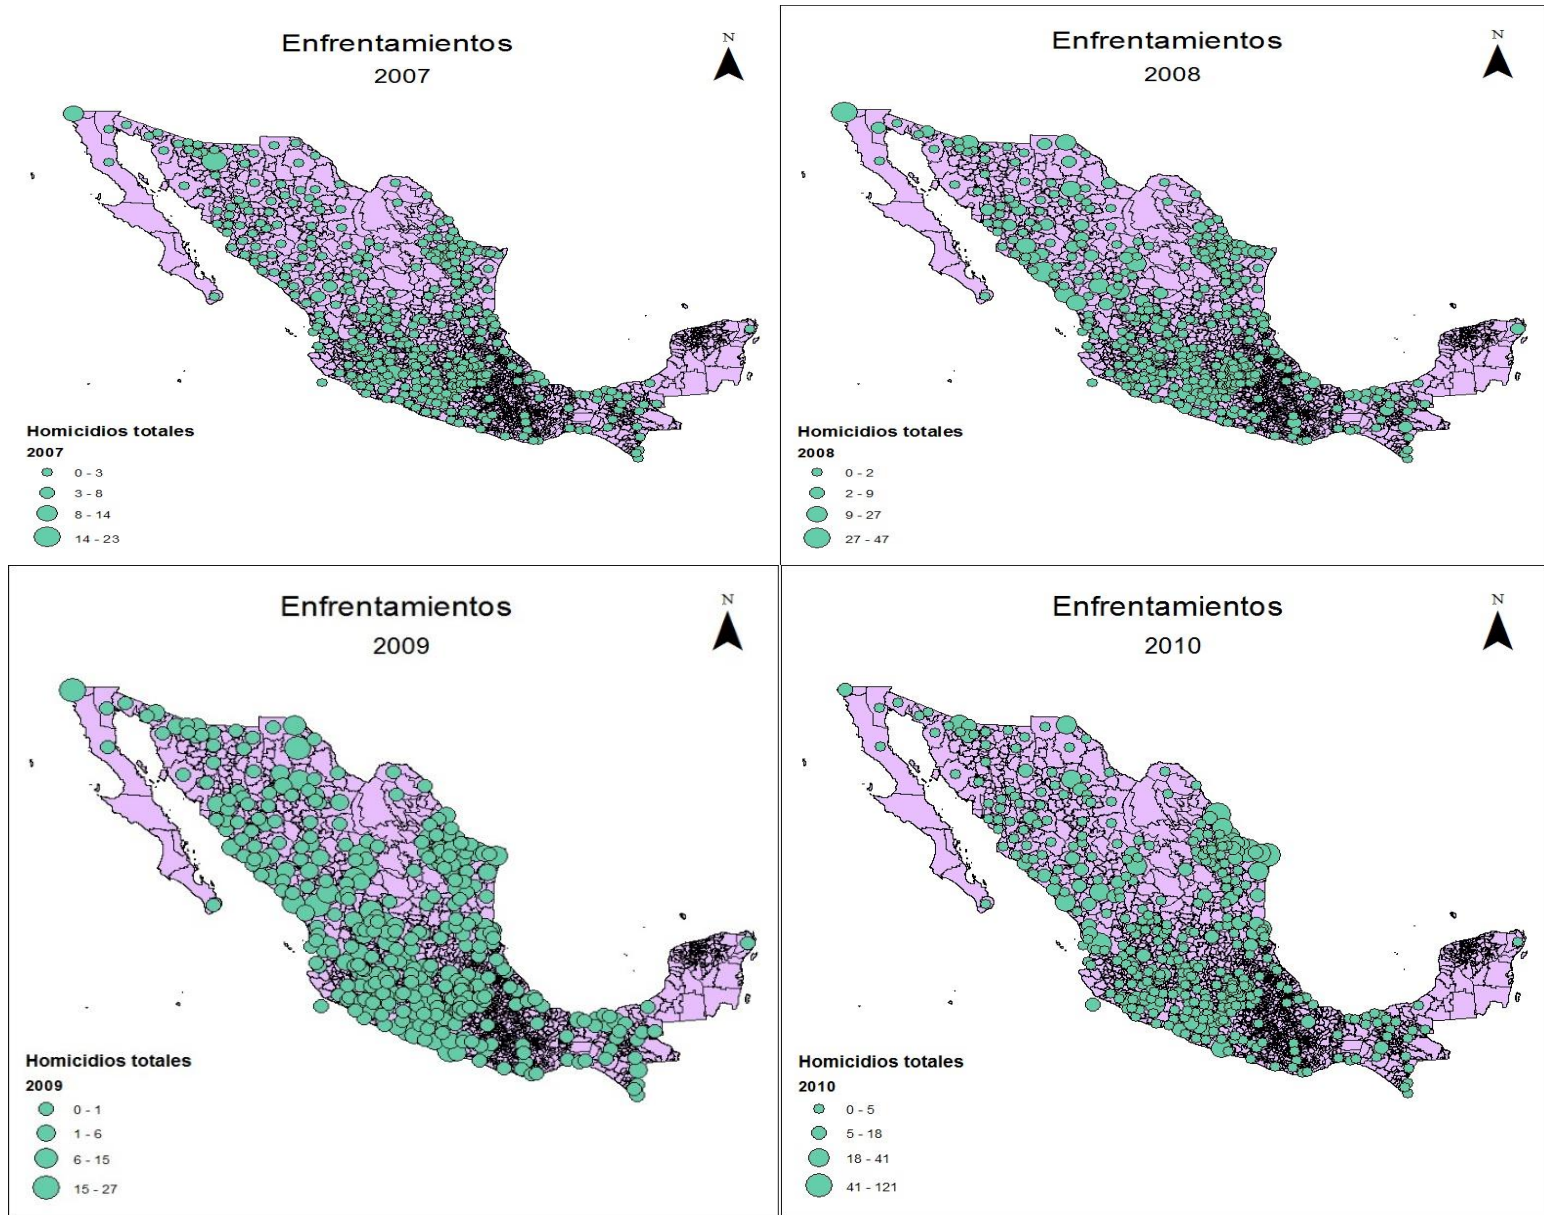 Enfrentamientos
2007
N
Homicidios totales
2007
0 - 3
3 - 8
8 - 14
14 - 23
Enfrentamientos
2008
N
Homicidios totales
2008
0 - 2
2 - 9
9 - 27
27 - 47
Enfrentamientos
2009
N
Homicidios totales
2009
0 - 1
1 - 6
6 - 15
15 - 27
Enfrentamientos
2010
N
Homicidios totales
2010
0 - 5
5 - 18
18 - 41
41 - 121